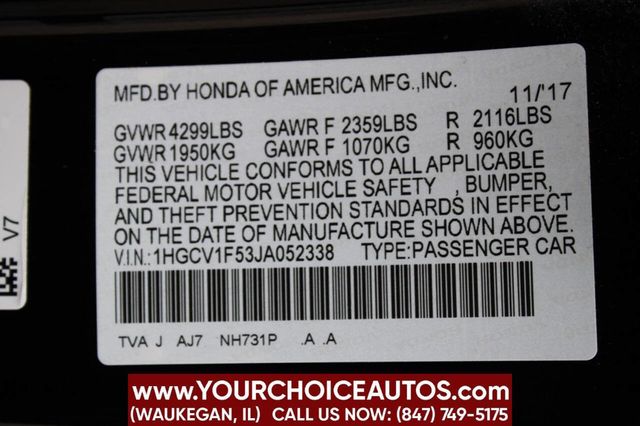 MFD.BY HONDA OF AMERICA MFG.,INC.
11/'17
GVWR 4299LBS GAWR F 2359LBS R 2116LBS
GVWR 1950KG GAWR F 1070KG R 960KG
THIS VEHICLE CONFORMS TO ALL APPLICABLE
FEDERAL MOTOR VEHICLE SAFETY , BUMPER,
AND THEFT PREVENTION STANDARDS IN EFFECT
ON THE DATE OF MANUFACTURE SHOWN ABOVE.
V.I.N.:1HGCV1F53JA052338 TYPE:PASSENGER CAR
TVA J AJ7 NH731P .A .A
V7
WWW.YOURCHOICEAUTOS.COM
(WAUKEGAN, IL) CALL US FROM: (847) 749-5175